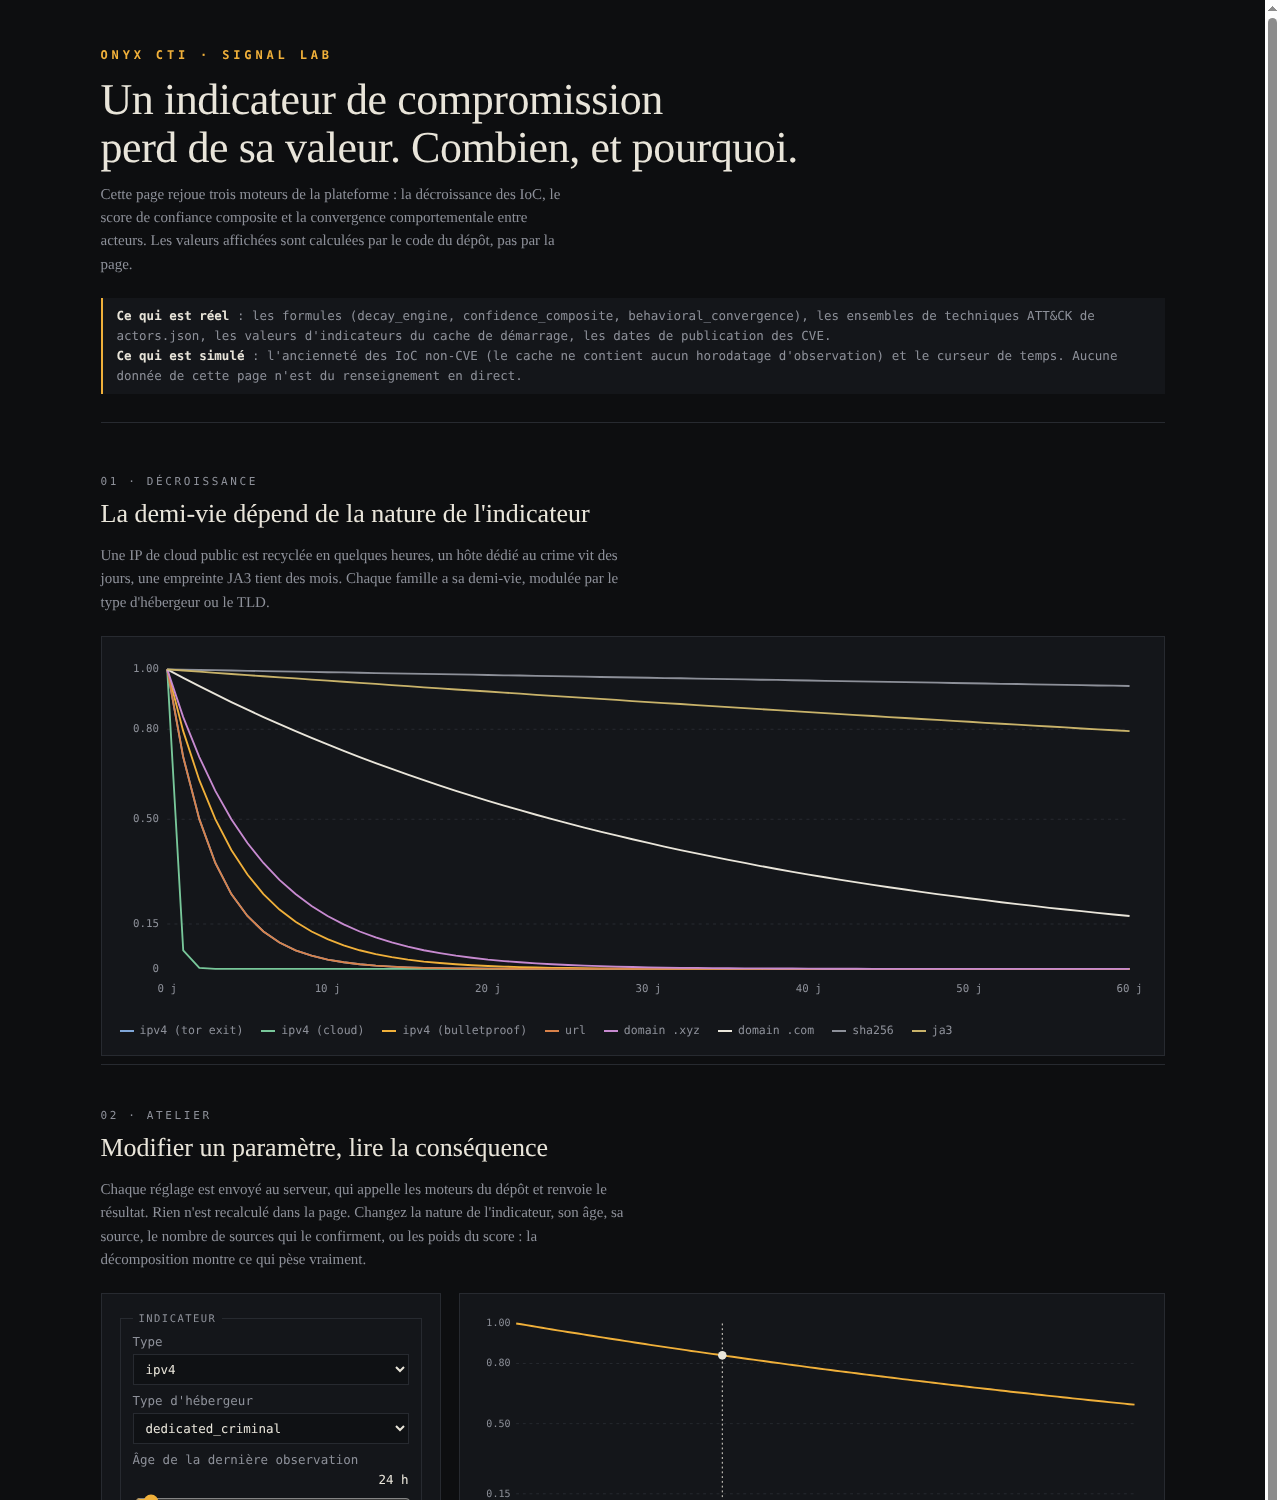 ONYX CTI · SIGNAL LAB
Un indicateur de compromission
perd de sa valeur. Combien, et pourquoi.
Cette page rejoue trois moteurs de la plateforme : la décroissance des IoC, le
score de confiance composite et la convergence comportementale entre
acteurs. Les valeurs affichées sont calculées par le code du dépôt, pas par la
page.
Ce qui est réel : les formules (decay_engine, confidence_composite, behavioral_convergence), les ensembles de techniques ATT&CK de
actors.json, les valeurs d'indicateurs du cache de démarrage, les dates de publication des CVE.
Ce qui est simulé : l'ancienneté des IoC non-CVE (le cache ne contient aucun horodatage d'observation) et le curseur de temps. Aucune
donnée de cette page n'est du renseignement en direct.
01 · DÉCROISSANCE
La demi-vie dépend de la nature de l'indicateur
Une IP de cloud public est recyclée en quelques heures, un hôte dédié au crime vit des
jours, une empreinte JA3 tient des mois. Chaque famille a sa demi-vie, modulée par le
type d'hébergeur ou le TLD.
1.00
0.80
0.50
0.15
0
0 j 10 j 20 j 30 j 40 j 50 j 60 j
ipv4 (tor exit) ipv4 (cloud) ipv4 (bulletproof) url domain .xyz domain .com sha256 ja3
02 · ATELIER
Modifier un paramètre, lire la conséquence
Chaque réglage est envoyé au serveur, qui appelle les moteurs du dépôt et renvoie le
résultat. Rien n'est recalculé dans la page. Changez la nature de l'indicateur, son âge, sa
source, le nombre de sources qui le confirment, ou les poids du score : la
décomposition montre ce qui pèse vraiment.
INDICATEUR
Type
ipv4
Type d'hébergeur
dedicated_criminal
Âge de la dernière observation
24 h
1.00
0.80
0.50
0.15